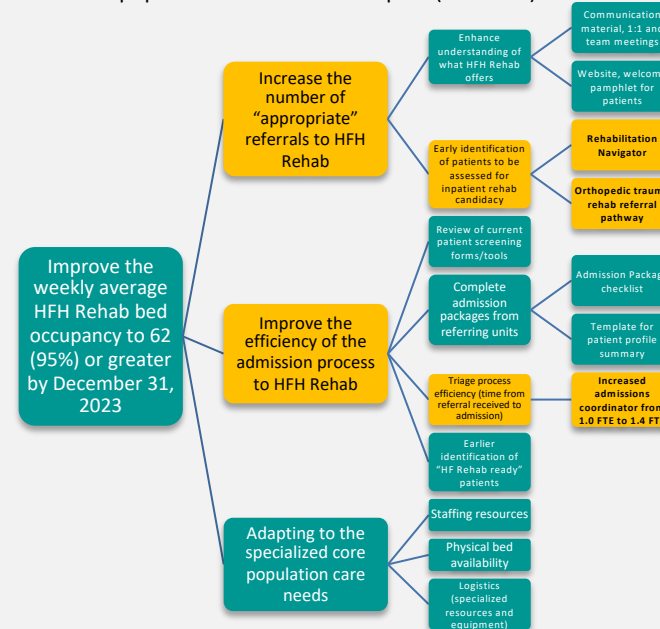 Improve the
weekly average
HFH Rehab bed
occupancy to 62
(95%) or greater
by December 31,
2023
Increase the
number of
“appropriate”
referrals to HFH
Rehab
Improve the
efficiency of the
admission process
to HFH Rehab
Adapting to the
specialized core
population care
needs
Enhance
understanding of
what HFH Rehab
offers
Early identification
of patients to be
assessed for
inpatient rehab
candidacy
Review of current
patient screening
forms/tools
Complete
admission
packages from
referring units
Triage process
efficiency (time from
referral received to
admission)
Earlier
identification of
“HF Rehab ready”
patients
Staffing resources
Physical bed
availability
Logistics
(specialized
resources and
equipment)
Communication
material, 1:1 and
team meetings
Website, welcom
pamphlet for
patients
Rehabilitation
Navigator
Orthopedic traum
rehab referral
pathway
Admission Packag
checklist
Template for
patient profile
summary
Increased
admissions
coordinator from
1.0 FTE to 1.4 FT